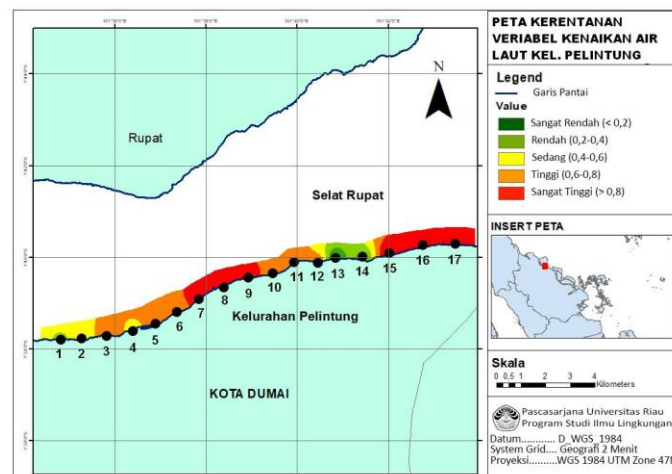 PETA KERENTANAN
VERIABEL KENAIKAN AIR
LAUT KEL. PELINTUNG
Legend
Garis Pantai
Value
Sangat Rendah (< 0,2)
Rendah (0,2-0,4)
Sedang (0,4-0,6)
Tinggi (0,6-0,8)
Sangat Tinggi (> 0,8)
N
Rupat
Selat Rupat
1 2 3 4 5 6 7 8 9 10 11 12 13 14 15 16 17
Kelurahan Pelintung
KOTA DUMAI
INSERT PETA
Skala
0 0,5 1 2 3 4
Kilometers
Pascasarjana Universitas Riau
Program Studi Ilmu Lingkungan
Datum............ D_WGS_1984
System Grid.... Geografi 2 Menit
Proyeksi.........WGS 1984 UTM Zone 47N